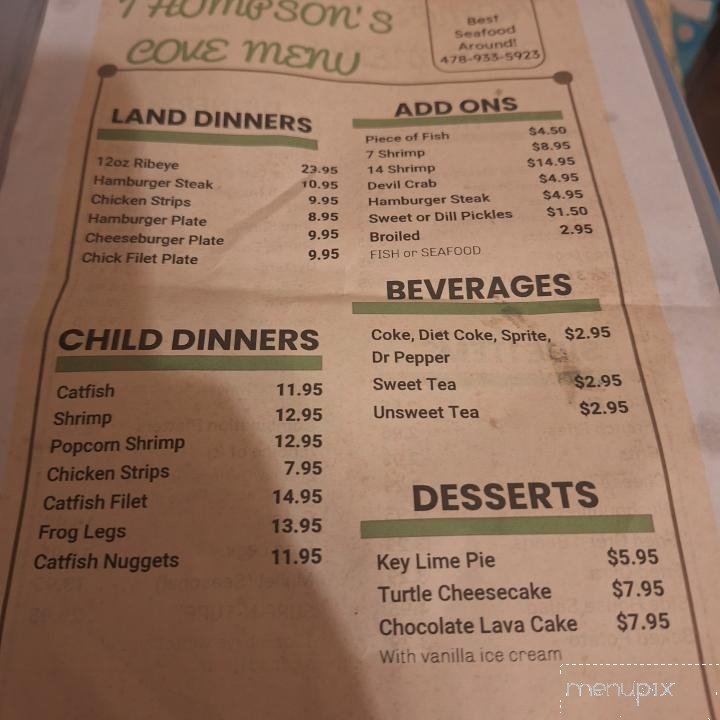 THOMPSON'S
COVE MENU
Best
Seafood
Around!
478-933-5923
LAND DINNERS
12oz Ribeye 23.95
Hamburger Steak 10.95
Chicken Strips 9.95
Hamburger Plate 8.95
Cheeseburger Plate 9.95
Chick Filet Plate 9.95
CHILD DINNERS
Catfish 11.95
Shrimp 12.95
Popcorn Shrimp 12.95
Chicken Strips 7.95
Catfish Filet 14.95
Frog Legs 13.95
Catfish Nuggets 11.95
ADD ONS
Piece of Fish $4.50
7 Shrimp $8.95
14 Shrimp $14.95
Devil Crab $4.95
Hamburger Steak $4.95
Sweet or Dill Pickles $1.50
Broiled 2.95
FISH or SEAFOOD
BEVERAGES
Coke, Diet Coke, Sprite, $2.95
Dr Pepper
Sweet Tea $2.95
Unsweet Tea $2.95
DESSERTS
Key Lime Pie $5.95
Turtle Cheesecake $7.95
Chocolate Lava Cake $7.95
With vanilla ice cream
menupix